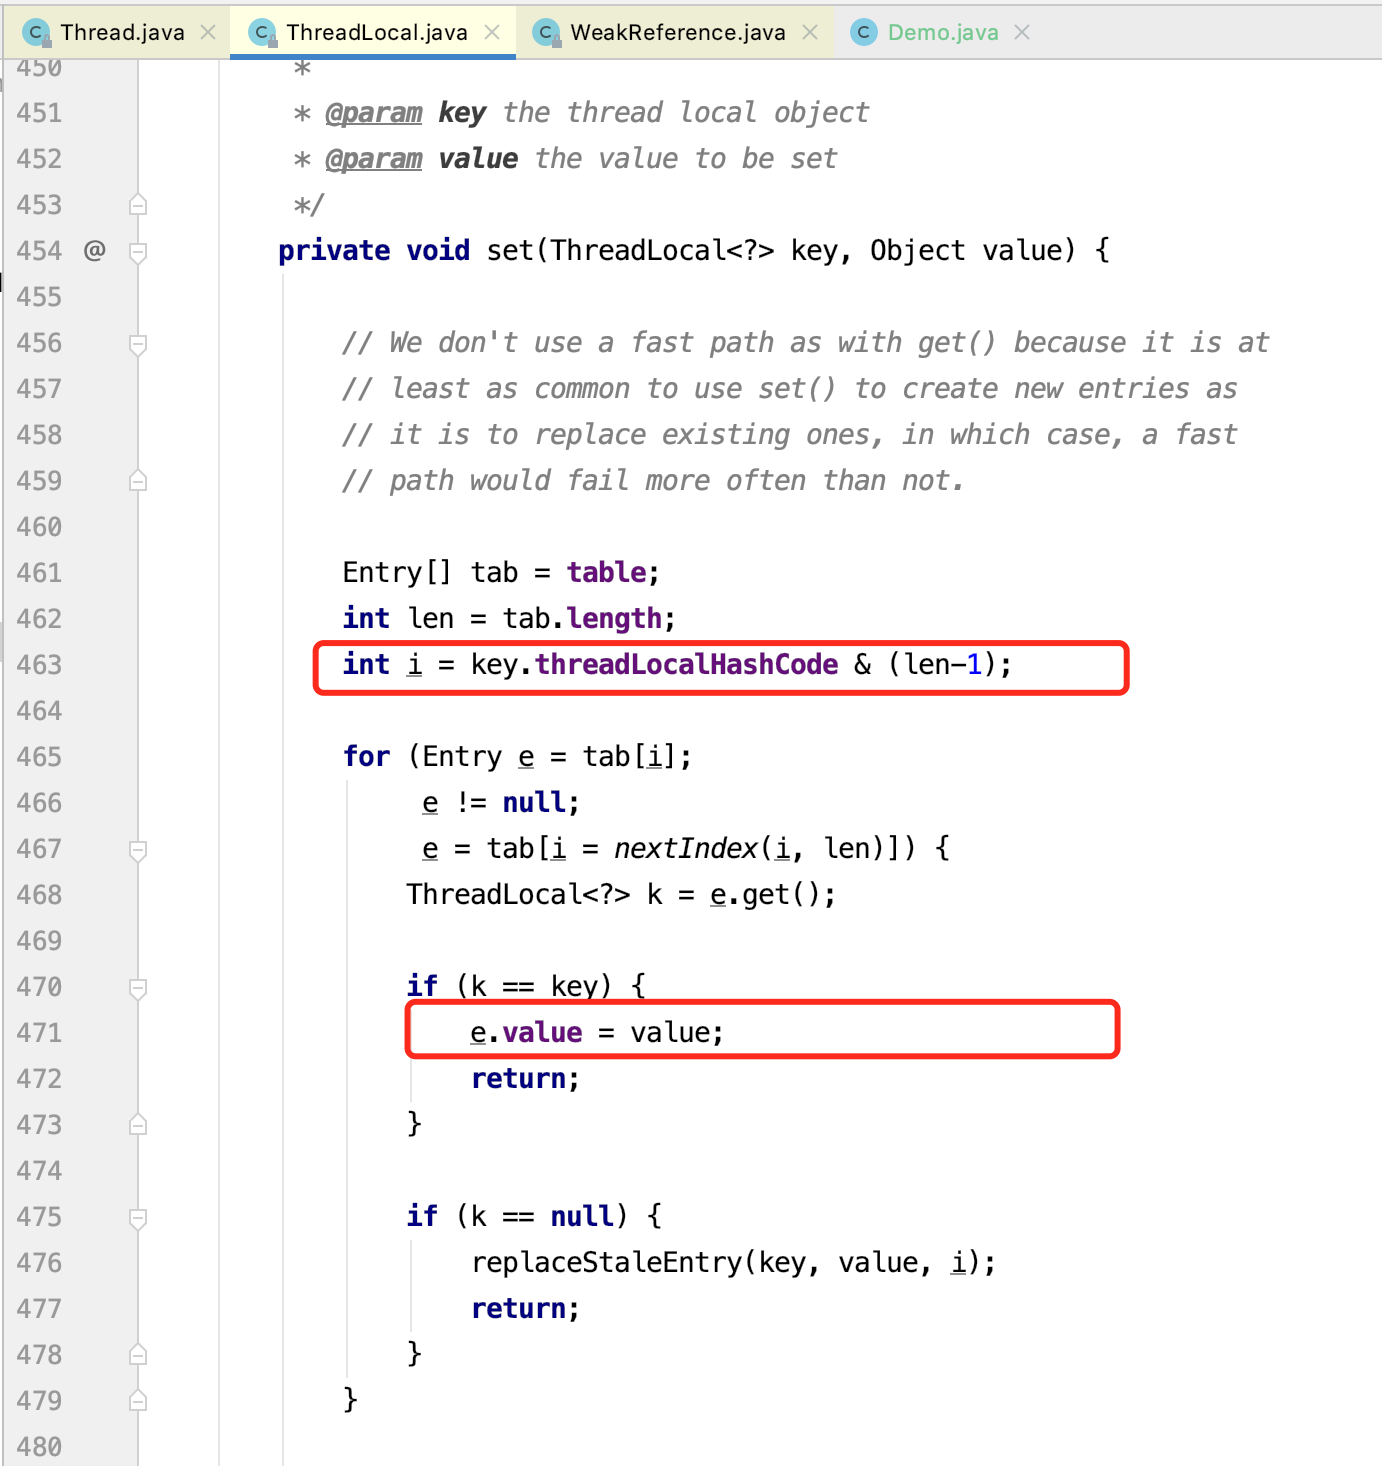 Thread.java ThreadLocal.java WeakReference.java Demo.java
450 *
451 * @param key the thread local object
452 * @param value the value to be set
453 */
454 @ private void set(ThreadLocal<?> key, Object value) {
455
456 // We don't use a fast path as with get() because it is at
457 // least as common to use set() to create new entries as
458 // it is to replace existing ones, in which case, a fast
459 // path would fail more often than not.
460
461 Entry[] tab = table;
462 int len = tab.length;
463 int i = key.threadLocalHashCode & (len-1);
464
465 for (Entry e = tab[i];
466 e != null;
467 e = tab[i = nextIndex(i, len)]) {
468 ThreadLocal<?> k = e.get();
469
470 if (k == key) {
471 e.value = value;
472 return;
473 }
474
475 if (k == null) {
476 replaceStaleEntry(key, value, i);
477 return;
478 }
479 }
480